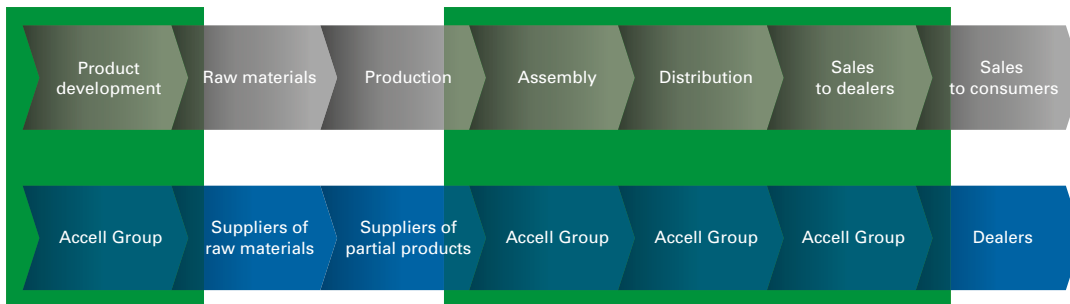 Product
development
Raw materials
Production
Assembly
Distribution
Sales
to dealers
Sales
to consumers
Accell Group
Suppliers of
raw materials
Suppliers of
partial products
Accell Group
Accell Group
Accell Group
Dealers